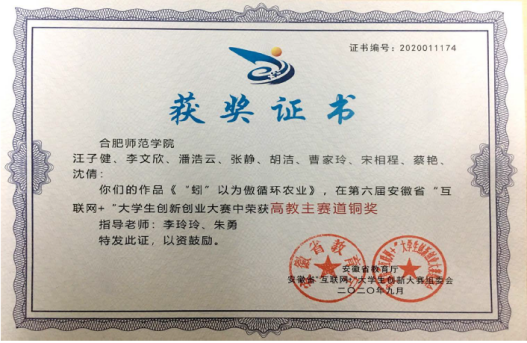 证书编号：2020011174
获奖证书
合肥师范学院
汪子健、李文欣、潘浩云、张静、胡洁、曹家玲、宋相程、蔡艳、
沈倩：
你们的作品《“蚓”以为傲循环农业》，在第六届安徽省“互
联网+”大学生创新创业大赛中荣获高教主赛道铜奖
指导老师：李玲玲、朱勇
特发此证，以资鼓励。
安徽省教育厅
安徽省“互联网+”大学生创新大赛组委会
二〇二〇年九月